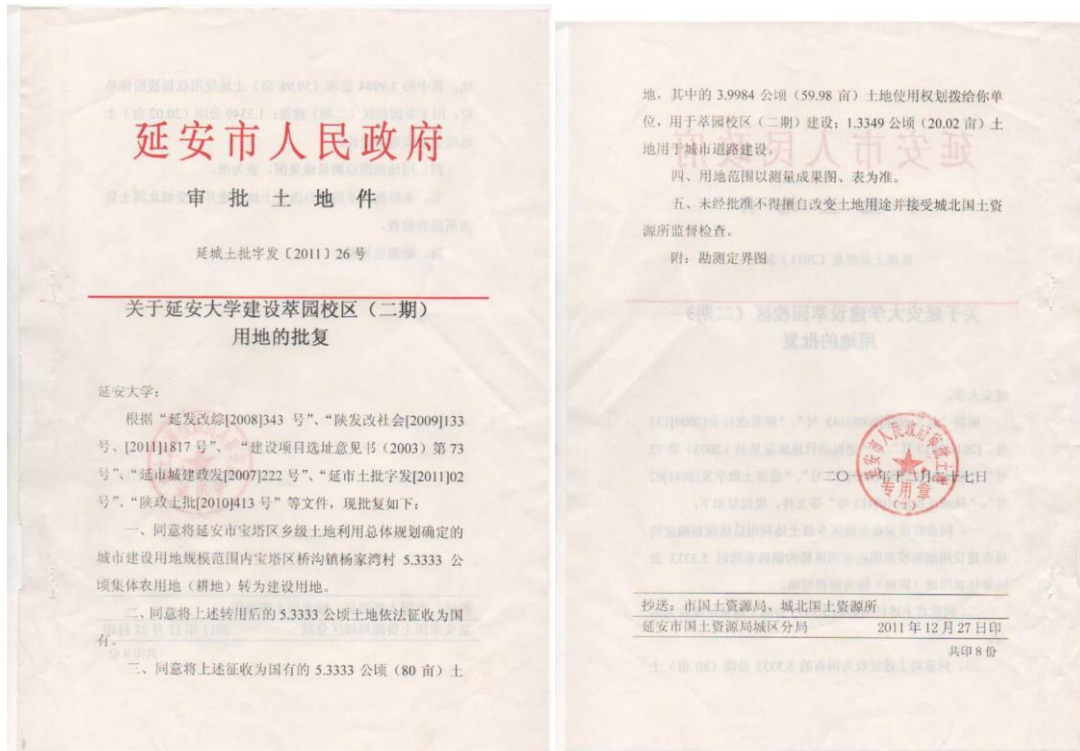 延安市人民政府
审批土地件
延城土批字发〔2011〕26号
关于延安大学建设萃园校区（二期）
用地的批复
延安大学：
根据“延发改综[2008]343 号”、“陕发改社会[2009]133
号、[2011]1817 号”、“建设项目选址意见书（2003）第 73
号”、“延市城建政发[2007]222 号”、“延市土批字发[2011]02
号”、“陕政土批[2010]413 号”等文件，现批复如下：
一、同意将延安市宝塔区乡级土地利用总体规划确定的
城市建设用地规模范围内宝塔区桥沟镇杨家湾村 5.3333 公
顷集体农用地（耕地）转为建设用地。
二、同意将上述转用后的 5.3333 公顷土地依法征收为国
有。
三、同意将上述征收为国有的 5.3333 公顷（80 亩）土
地，其中的 3.9984 公顷（59.98 亩）土地使用权划拨给你单
位，用于萃园校区（二期）建设；1.3349 公顷（20.02 亩）土
地用于城市道路建设。
四、用地范围以测量成果图、表为准。
五、未经批准不得擅自改变土地用途并接受城北国土资
源所监督检查。
附：勘测定界图
延安市人民政府审批土地
专用章
(1)
二〇一一年十二月二十七日
抄送：市国土资源局、城北国土资源所
延安市国土资源局城区分局 2011 年 12 月 27 日印
共印 8 份